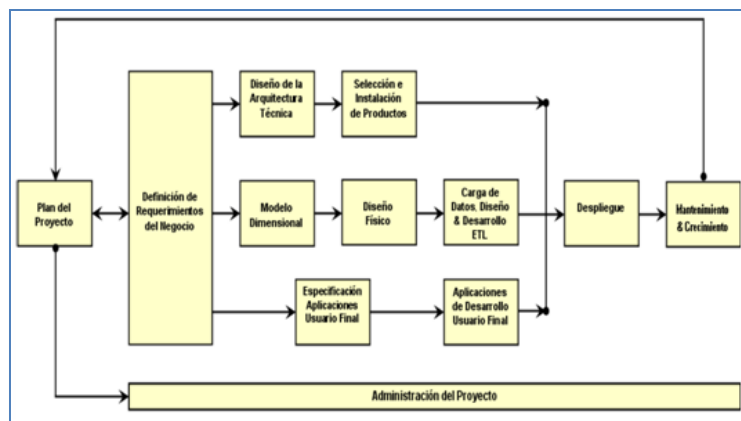 Diseño de la
Arquitectura
Técnica
Selección e
Instalación
de Productos
Plan del
Proyecto
Definición de
Requerimientos
del Negocio
Modelo
Dimensional
Diseño
Físico
Carga de
Datos, Diseño
& Desarrollo
ETL
Despliegue
Mantenimiento
& Crecimiento
Especificación
Aplicaciones
Usuario Final
Aplicaciones
de Desarrollo
Usuario Final
Administración del Proyecto